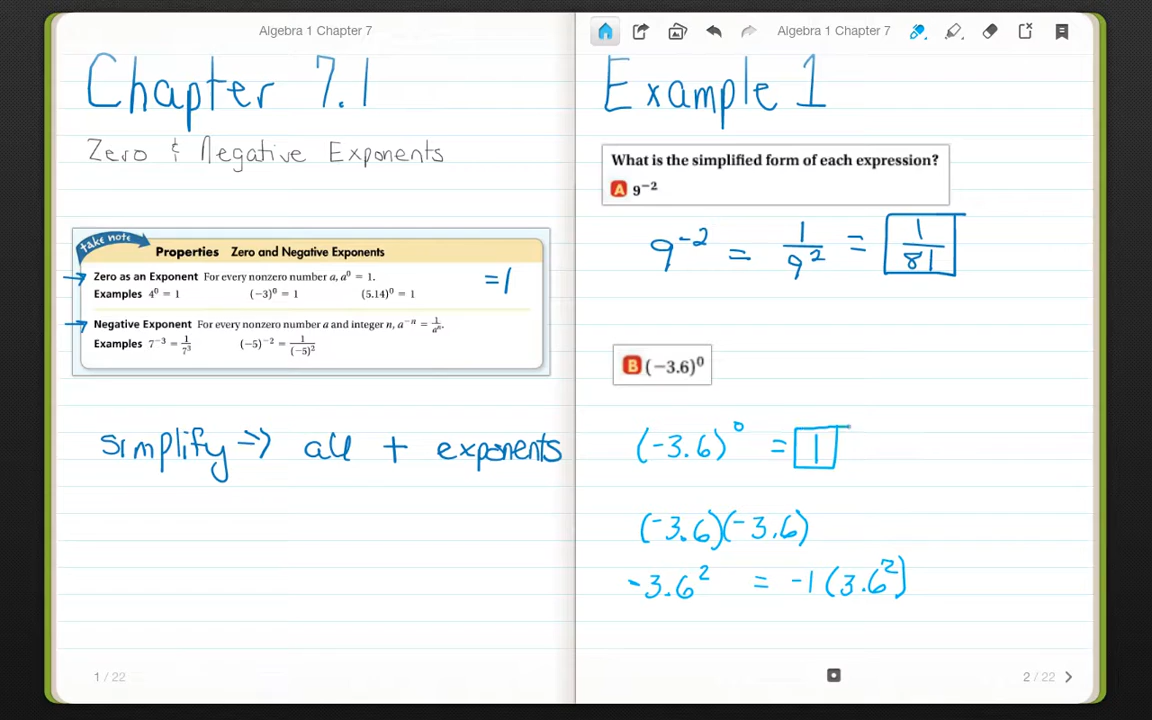 Algebra 1 Chapter 7
Chapter 7.1
Zero & Negative Exponents
take note
Properties Zero and Negative Exponents
Zero as an Exponent For every nonzero number a, a⁰ = 1.
Examples 4⁰ = 1 (−3)⁰ = 1 (5.14)⁰ = 1
=1
Negative Exponent For every nonzero number a and integer n, a⁻ⁿ = 1/aⁿ.
Examples 7⁻³ = 1/7³ (−5)⁻² = 1/(−5)²
simplify => all + exponents
1 / 22
Algebra 1 Chapter 7
Example 1
What is the simplified form of each expression?
A 9⁻²
9⁻² = 1/9² = 1/81
B (−3.6)⁰
(-3.6)⁰ = 1
(-3.6)(-3.6)
-3.6² = -1(3.6²)
2 / 22